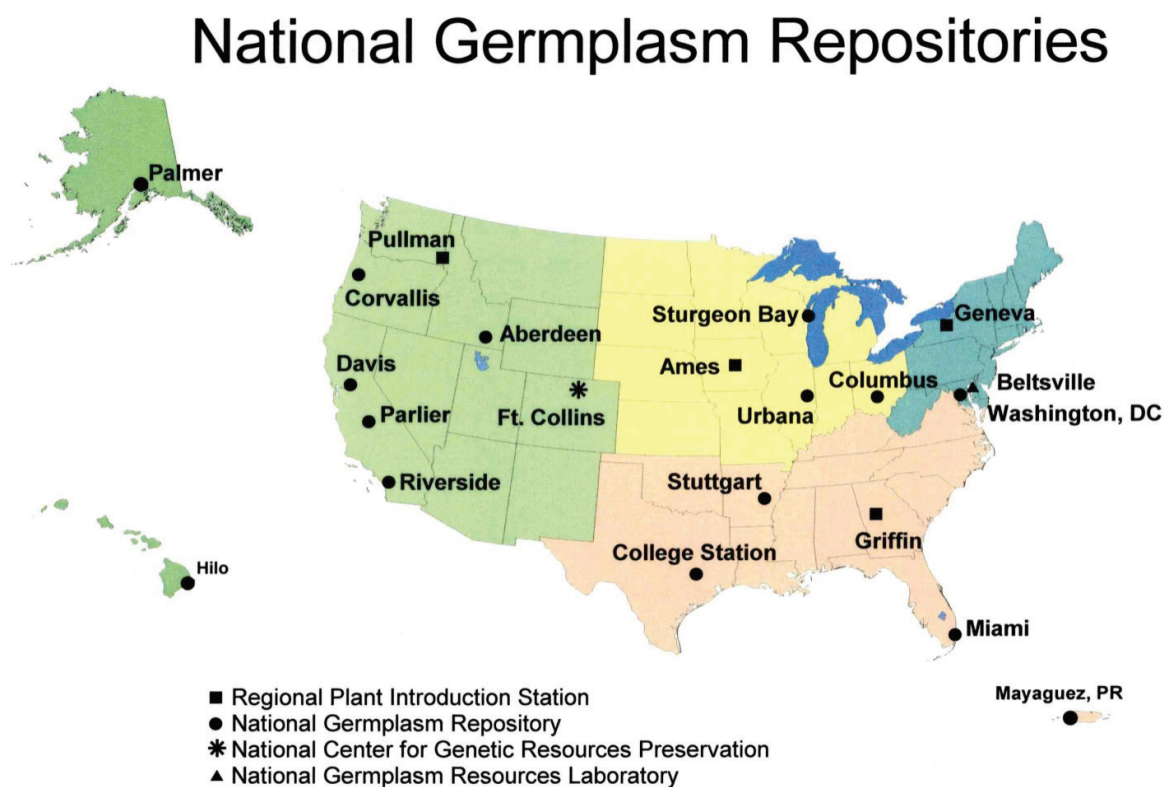 National Germplasm Repositories
Palmer
Pullman
Corvallis
Aberdeen
Sturgeon Bay
Geneva
Davis
Ames
Columbus
Beltsville
Parlier
Ft. Collins
Urbana
Washington, DC
Riverside
Stuttgart
Griffin
College Station
Hilo
Miami
Mayaguez, PR
Regional Plant Introduction Station
National Germplasm Repository
National Center for Genetic Resources Preservation
National Germplasm Resources Laboratory